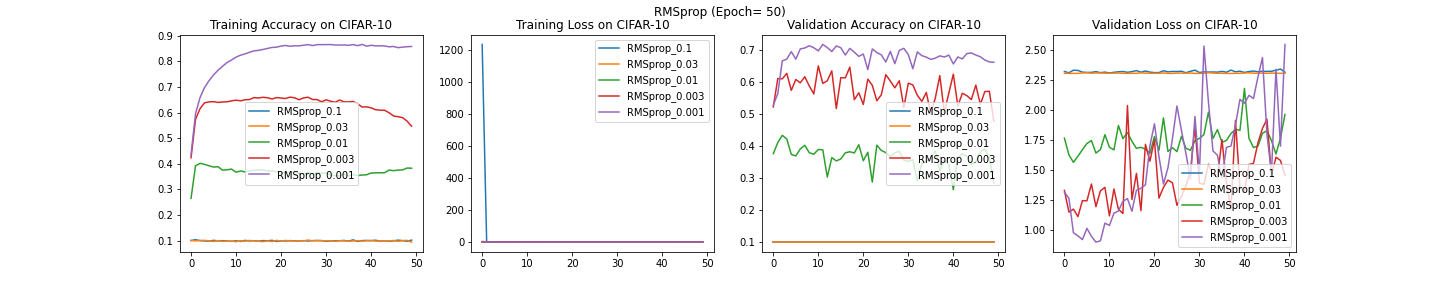 RMSprop (Epoch= 50)
Training Accuracy on CIFAR-10
0.9
0.8
0.7
0.6
0.5
0.4
0.3
0.2
0.1
0 10 20 30 40 50
RMSprop_0.1
RMSprop_0.03
RMSprop_0.01
RMSprop_0.003
RMSprop_0.001
Training Loss on CIFAR-10
1200
1000
800
600
400
200
0
0 10 20 30 40 50
RMSprop_0.1
RMSprop_0.03
RMSprop_0.01
RMSprop_0.003
RMSprop_0.001
Validation Accuracy on CIFAR-10
0.7
0.6
0.5
0.4
0.3
0.2
0.1
0 10 20 30 40 50
RMSprop_0.1
RMSprop_0.03
RMSprop_0.01
RMSprop_0.003
RMSprop_0.001
Validation Loss on CIFAR-10
2.50
2.25
2.00
1.75
1.50
1.25
1.00
0 10 20 30 40 50
RMSprop_0.1
RMSprop_0.03
RMSprop_0.01
RMSprop_0.003
RMSprop_0.001